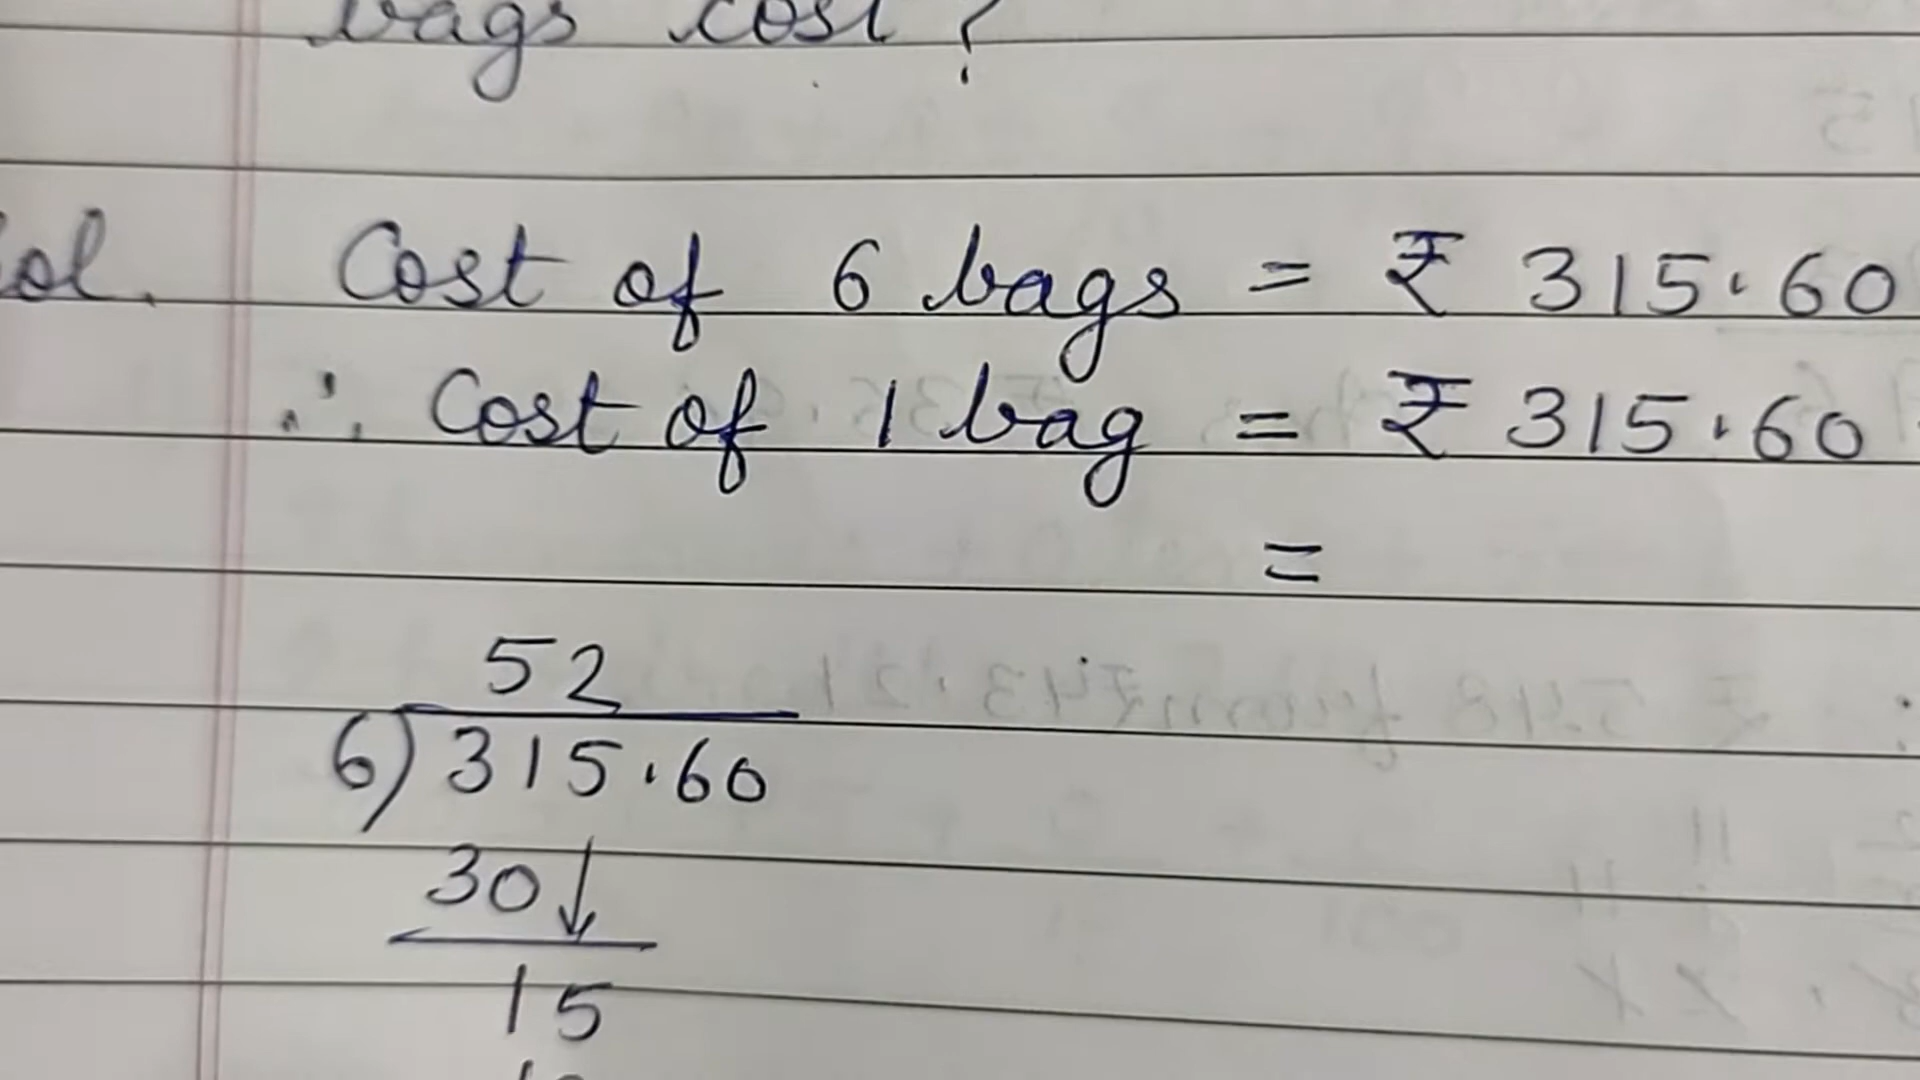 bags cost?
Sol. Cost of 6 bags = ₹ 315.60
∴ Cost of 1 bag = ₹ 315.60
=
52
6)315.60
30↓
15